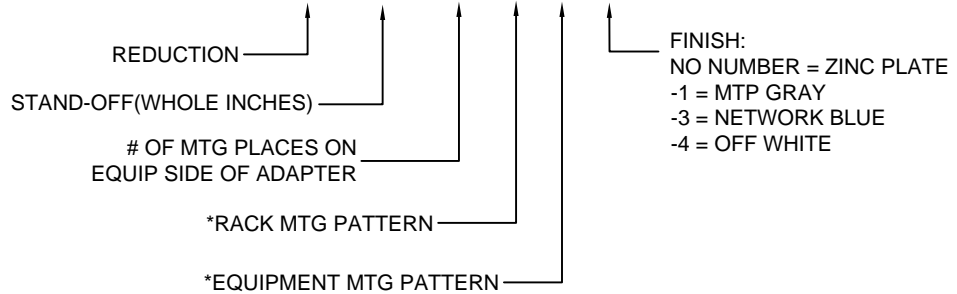 REDUCTION
STAND-OFF(WHOLE INCHES)
# OF MTG PLACES ON
EQUIP SIDE OF ADAPTER
*RACK MTG PATTERN
*EQUIPMENT MTG PATTERN
FINISH:
NO NUMBER = ZINC PLATE
-1 = MTP GRAY
-3 = NETWORK BLUE
-4 = OFF WHITE